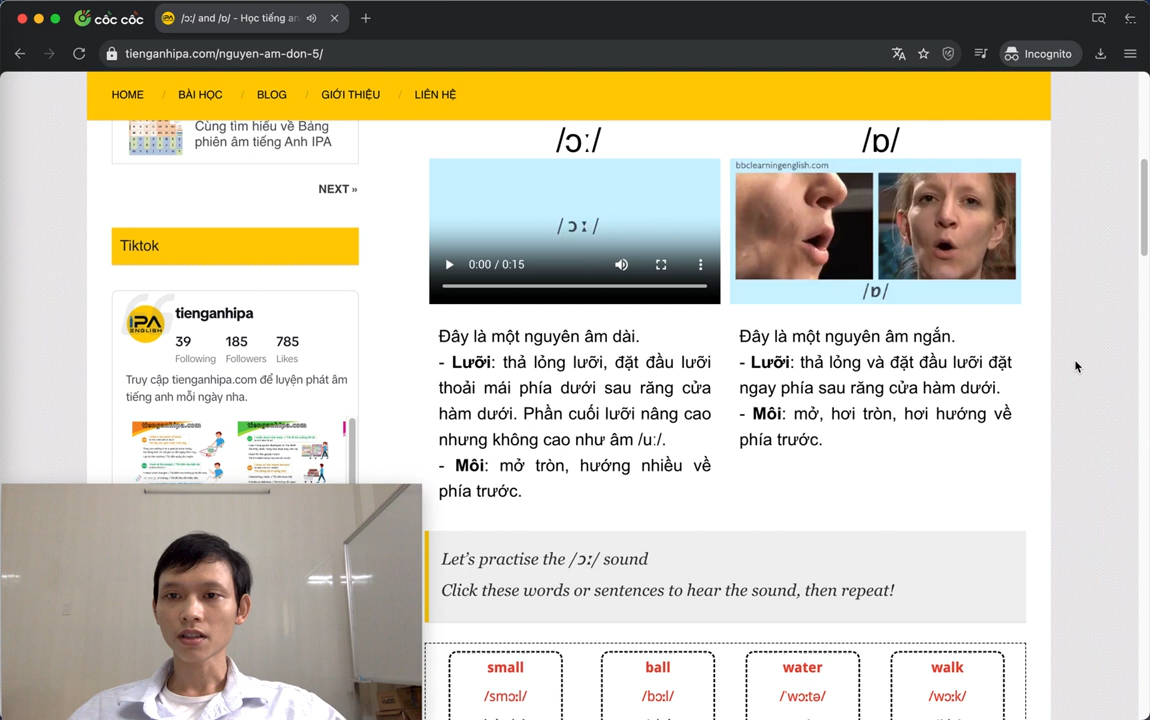 CỐC CỐC
/ɔː/ and /ɒ/ - Học tiếng an
tienganhipa.com/nguyen-am-don-5/
Incognito
HOME / BÀI HỌC / BLOG / GIỚI THIỆU / LIÊN HỆ
Cùng tìm hiểu về Bảng
phiên âm tiếng Anh IPA
NEXT »
Tiktok
IPA
ENGLISH
tienganhipa
39 185 785
Following Followers Likes
Truy cập tienganhipa.com để luyện phát âm
tiếng anh mỗi ngày nha.
tienganhipa.com
tienganhipa.com
/ɔː/
/ɔː/
0:00 / 0:15
Đây là một nguyên âm dài.
- Lưỡi: thả lỏng lưỡi, đặt đầu lưỡi
thoải mái phía dưới sau răng cửa
hàm dưới. Phần cuối lưỡi nâng cao
nhưng không cao như âm /uː/.
- Môi: mở tròn, hướng nhiều về
phía trước.
/ɒ/
bbclearningenglish.com
/ɒ/
Đây là một nguyên âm ngắn.
- Lưỡi: thả lỏng và đặt đầu lưỡi đặt
ngay phía sau răng cửa hàm dưới.
- Môi: mở, hơi tròn, hơi hướng về
phía trước.
Let's practise the /ɔː/ sound
Click these words or sentences to hear the sound, then repeat!
small ball water walk
/smɔːl/ /bɔːl/ /ˈwɔːtə/ /wɔːk/